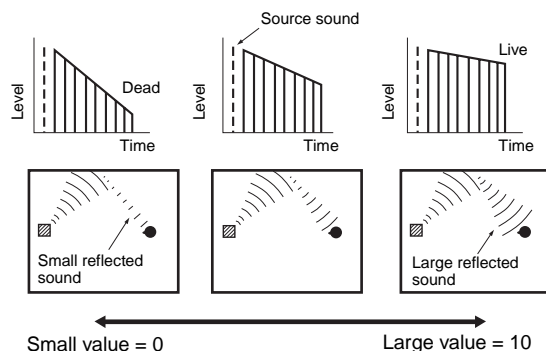 Source sound
Level
Dead
Time
Level
Time
Level
Live
Time
Small reflected
sound
Large reflected
sound
Small value = 0
Large value = 10